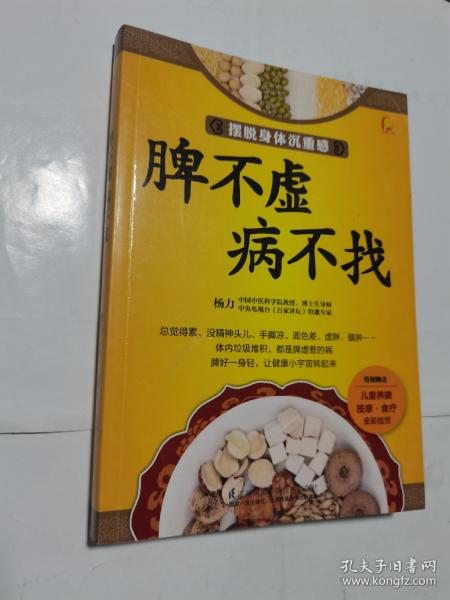 摆脱身体沉重感
脾不虚
病不找
杨力 中国中医科学院教授、博士生导师
中央电视台《百家讲坛》特邀专家
总觉得累、没精神头儿、手脚凉、面色差、虚胖、腿肿……
体内垃圾堆积，都是脾虚惹的祸
脾好一身轻，让健康小宇宙转起来
特别赠送
儿童养脾
按摩·食疗
全彩拉页
孔夫子旧书网
www.kongfz.com